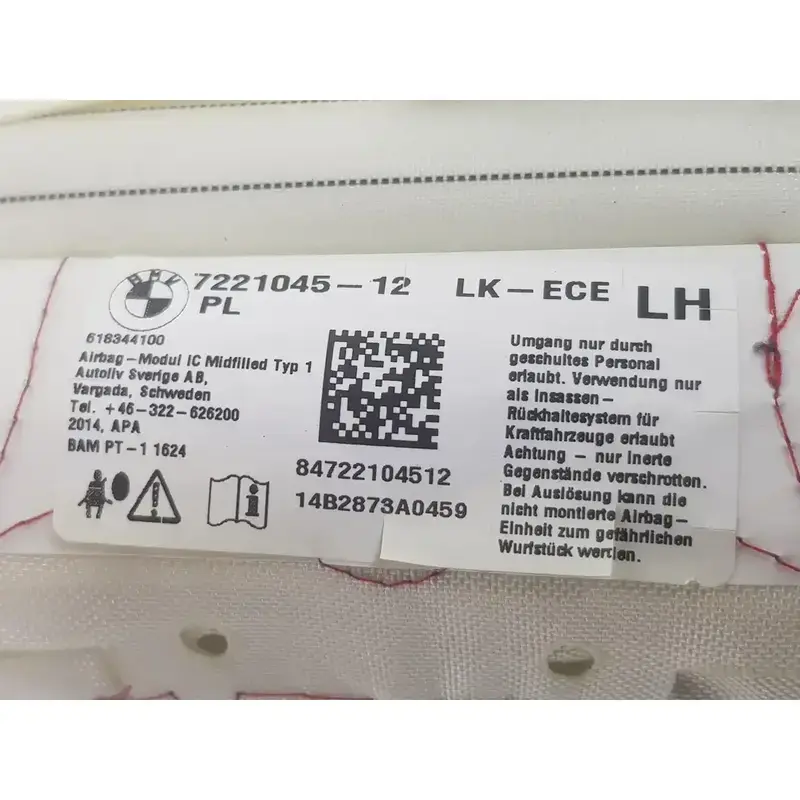 BMW
7221045-12 LK-ECE LH
PL
618344100
Airbag-Modul IC Midfilled Typ 1
Autoliv Sverige AB,
Vargada, Schweden
Tel. +46-322-626200
2014, APA
BAM PT-1 1624
84722104512
14B2873A0459
Umgang nur durch
geschultes Personal
erlaubt. Verwendung nur
als Insassen-
Rückhaltesystem für
Kraftfahrzeuge erlaubt
Achtung - nur inerte
Gegenstände verschrotten.
Bei Auslösung kann die
nicht montierte Airbag-
Einheit zum gefährlichen
Wurfstück werden.